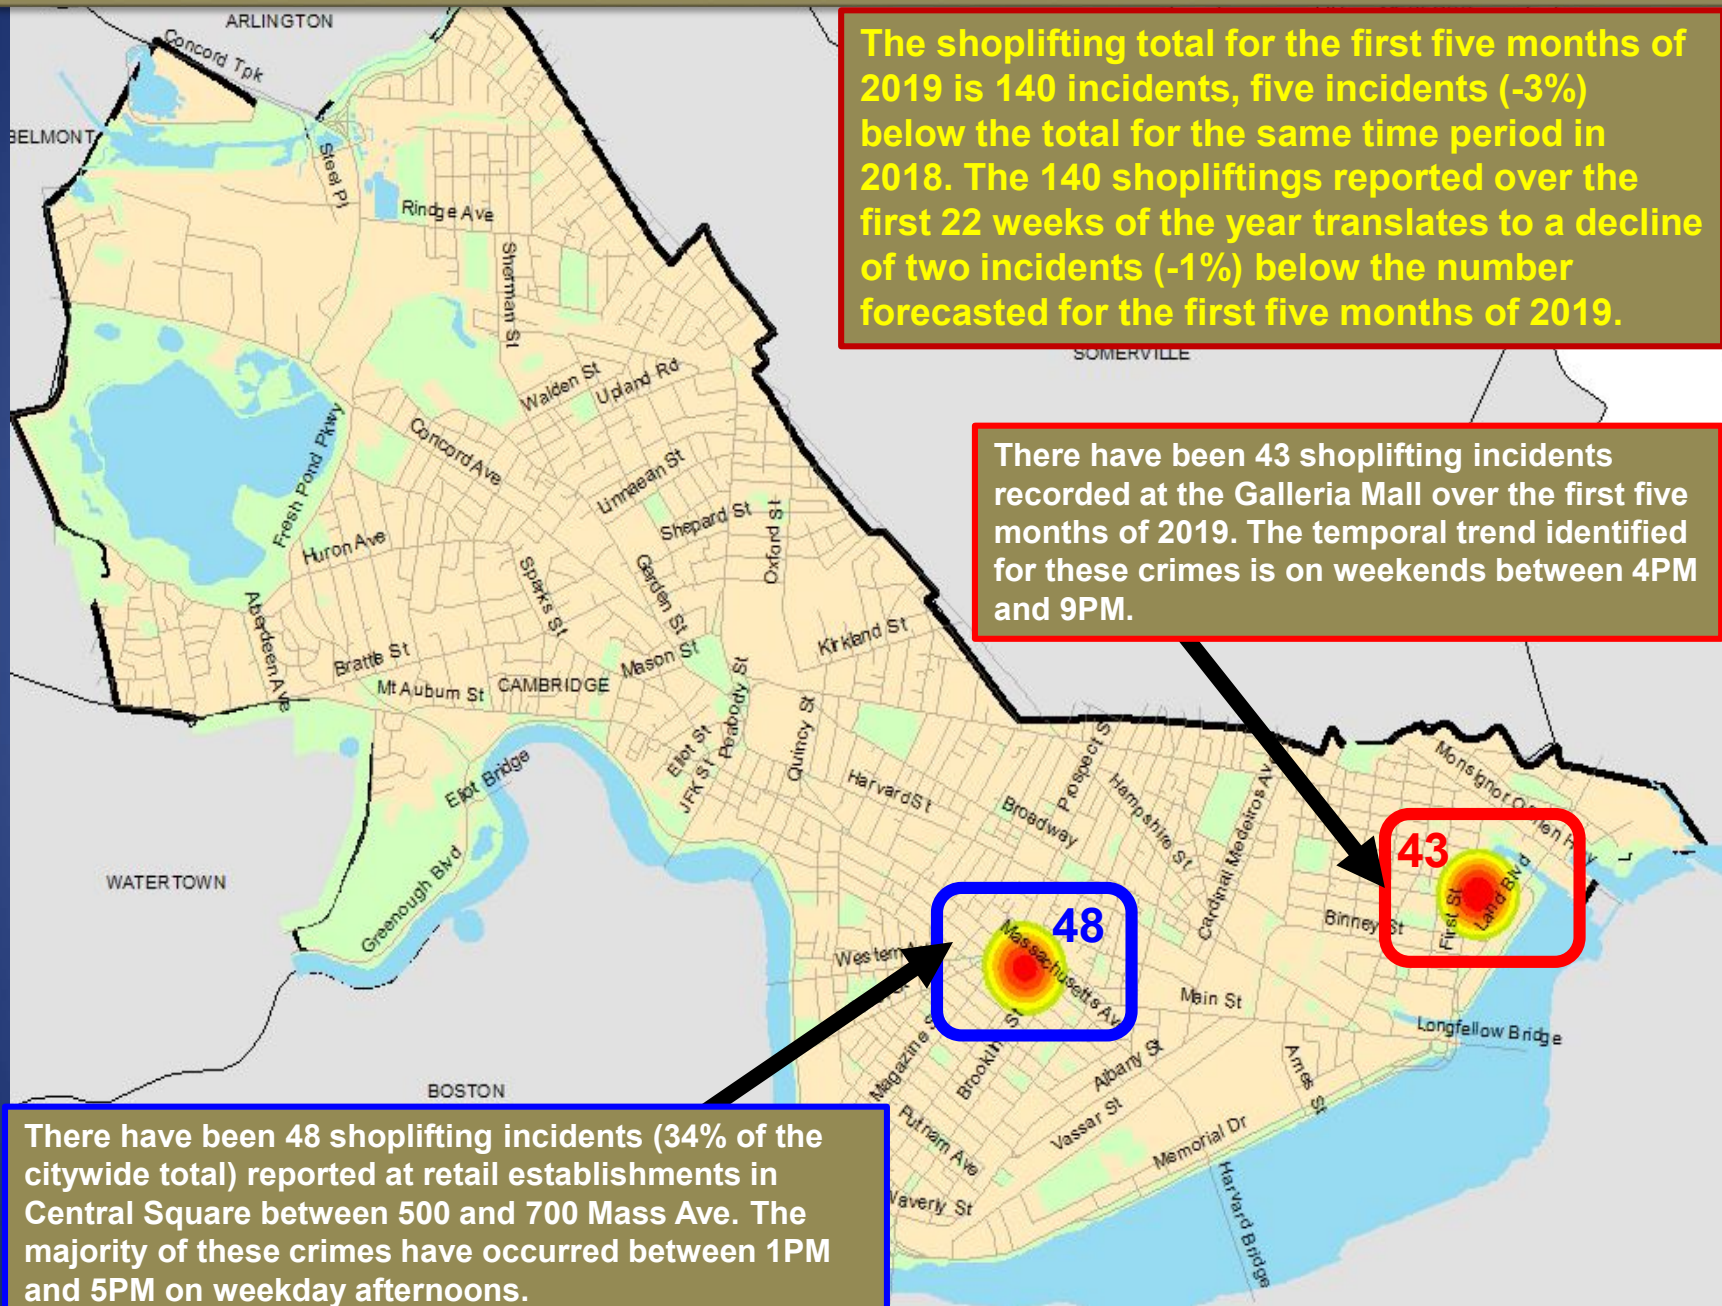 ARLINGTON
Concord Tpk
The shoplifting total for the first five months of
2019 is 140 incidents, five incidents (-3%)
below the total for the same time period in
2018. The 140 shopliftings reported over the
first 22 weeks of the year translates to a decline
of two incidents (-1%) below the number
forecasted for the first five months of 2019.
BELMONT
Steel Pl
Rindge Ave
Sherman St
SOMERVILLE
Walden St
Upland Rd
Fresh Pond Pkwy
Concord Ave
Linnaean St
Shepard St
Oxford St
There have been 43 shoplifting incidents
recorded at the Galleria Mall over the first five
months of 2019. The temporal trend identified
for these crimes is on weekends between 4PM
and 9PM.
Huron Ave
Sparks St
Garden St
Aberdeen Ave
Brattle St
Mason St
Kirkland St
Mt Auburn St
CAMBRIDGE
Peabody St
Quincy St
Eliot St
JFK St
Eliot Bridge
Harvard St
Broadway
Prospect S
Hampshire St
Cardinal Medeiros Ave
Monsignor O'Brien Hwy
43
First St
Land Blvd
Binney St
WATERTOWN
Greenough Blvd
48
Massachusetts Av
Western
St
Main St
Longfellow Bridge
Magazine S
St
Albany St
Ames St
Vassar St
Putnam Ave
Memorial Dr
Harvard Bridge
Waverly St
BOSTON
There have been 48 shoplifting incidents (34% of the
citywide total) reported at retail establishments in
Central Square between 500 and 700 Mass Ave. The
majority of these crimes have occurred between 1PM
and 5PM on weekday afternoons.